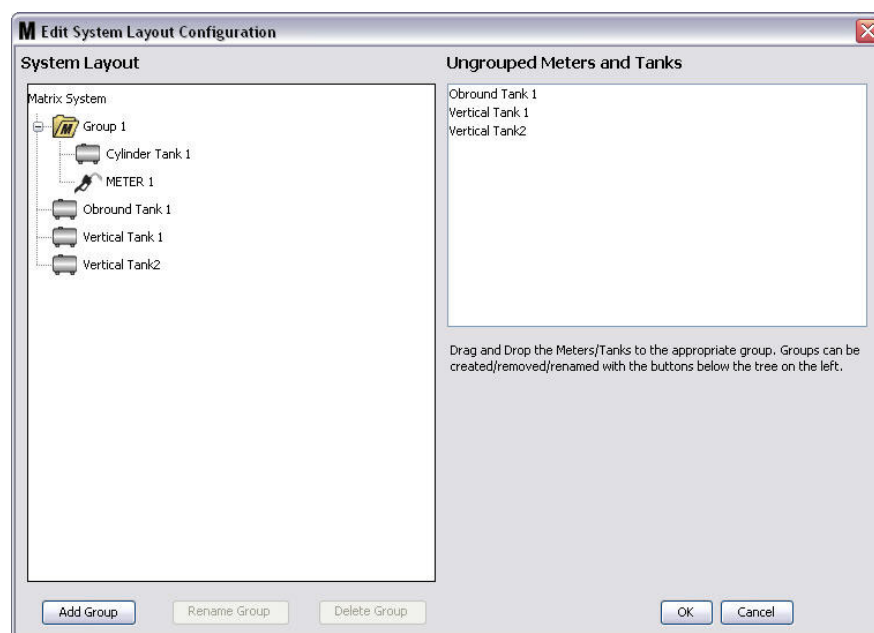 M Edit System Layout Configuration
System Layout
Matrix System
M Group 1
Cylinder Tank 1
METER 1
Obround Tank 1
Vertical Tank 1
Vertical Tank2
Ungrouped Meters and Tanks
Obround Tank 1
Vertical Tank 1
Vertical Tank2
Drag and Drop the Meters/Tanks to the appropriate group. Groups can be
created/removed/renamed with the buttons below the tree on the left.
Add Group Rename Group Delete Group OK Cancel